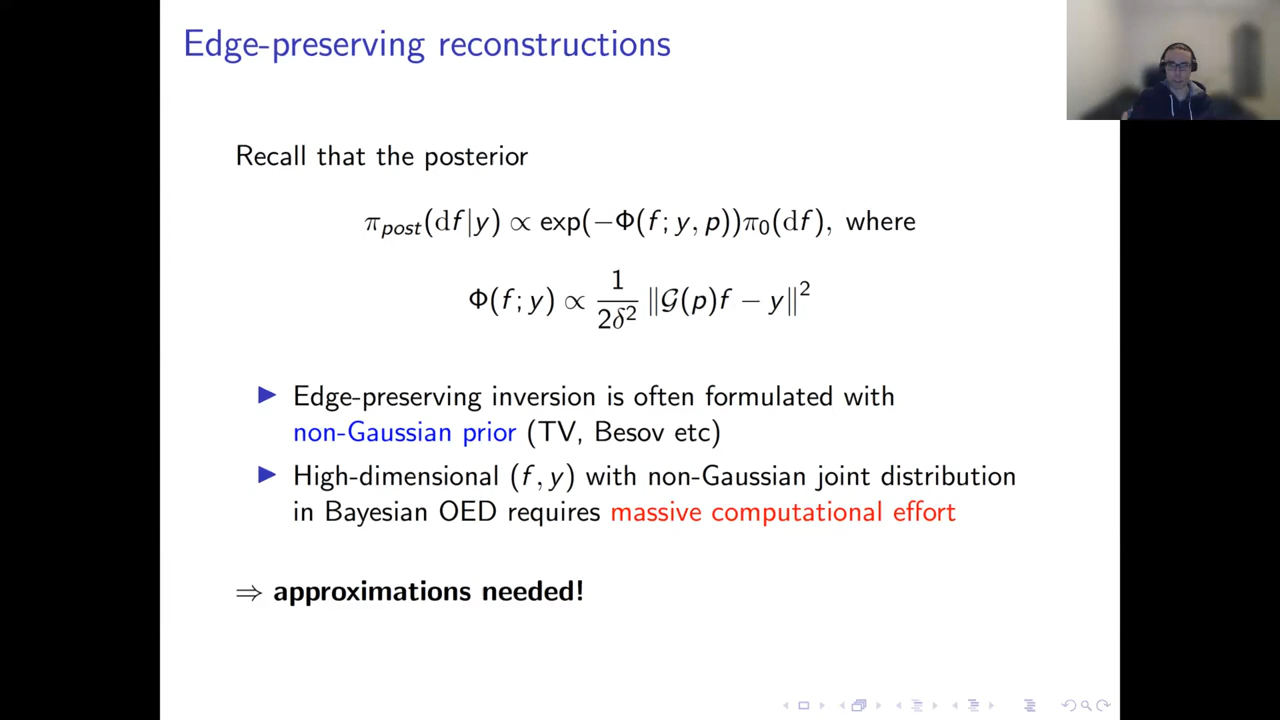 Edge-preserving reconstructions
Recall that the posterior
π_post(df|y) ∝ exp(−Φ(f; y, p))π_0(df), where
Φ(f; y) ∝ 1/(2δ²) ‖𝒢(p)f − y‖²
▶ Edge-preserving inversion is often formulated with
non-Gaussian prior (TV, Besov etc)
▶ High-dimensional (f, y) with non-Gaussian joint distribution
in Bayesian OED requires massive computational effort
⇒ approximations needed!